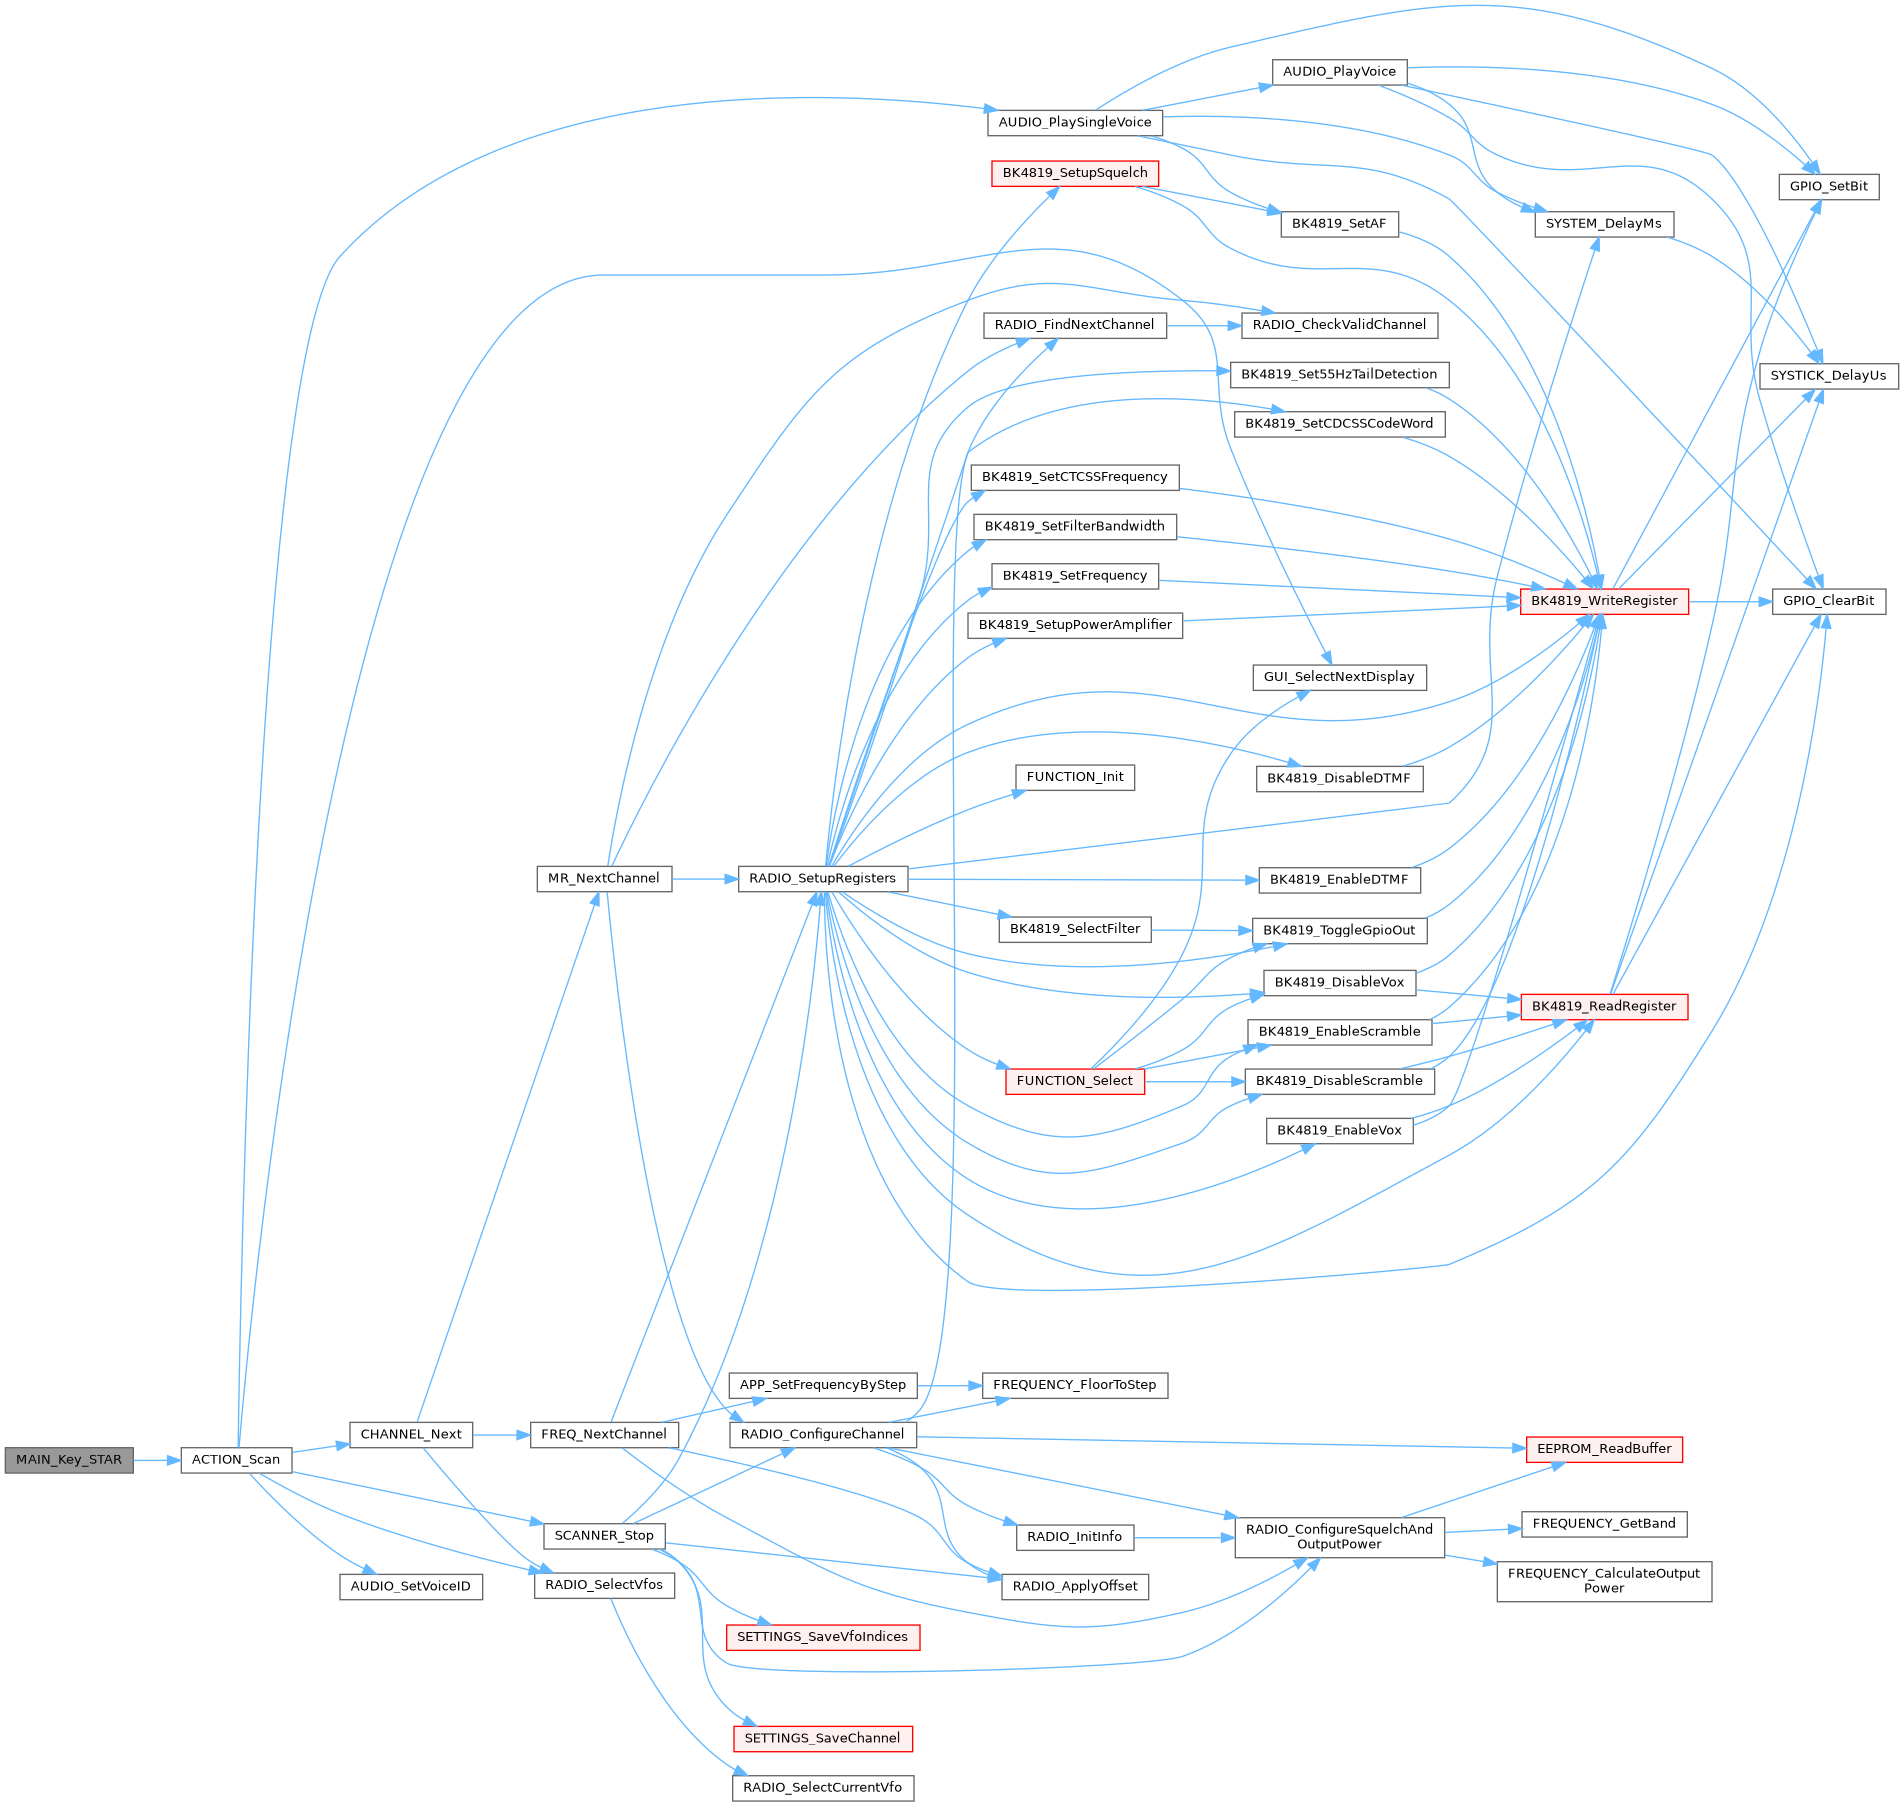 MAIN_Key_STAR
ACTION_Scan
AUDIO_PlaySingleVoice
AUDIO_PlayVoice
GPIO_SetBit
BK4819_SetupSquelch
BK4819_SetAF
SYSTEM_DelayMs
RADIO_FindNextChannel
RADIO_CheckValidChannel
BK4819_Set55HzTailDetection
SYSTICK_DelayUs
BK4819_SetCDCSSCodeWord
BK4819_SetCTCSSFrequency
BK4819_SetFilterBandwidth
BK4819_SetFrequency
BK4819_WriteRegister
GPIO_ClearBit
BK4819_SetupPowerAmplifier
GUI_SelectNextDisplay
FUNCTION_Init
BK4819_DisableDTMF
MR_NextChannel
RADIO_SetupRegisters
BK4819_EnableDTMF
BK4819_SelectFilter
BK4819_ToggleGpioOut
BK4819_DisableVox
BK4819_ReadRegister
BK4819_EnableScramble
FUNCTION_Select
BK4819_DisableScramble
BK4819_EnableVox
APP_SetFrequencyByStep
FREQUENCY_FloorToStep
CHANNEL_Next
FREQ_NextChannel
RADIO_ConfigureChannel
EEPROM_ReadBuffer
SCANNER_Stop
RADIO_InitInfo
RADIO_ConfigureSquelchAnd
OutputPower
FREQUENCY_GetBand
AUDIO_SetVoiceID
RADIO_SelectVfos
RADIO_ApplyOffset
FREQUENCY_CalculateOutput
Power
SETTINGS_SaveVfoIndices
SETTINGS_SaveChannel
RADIO_SelectCurrentVfo